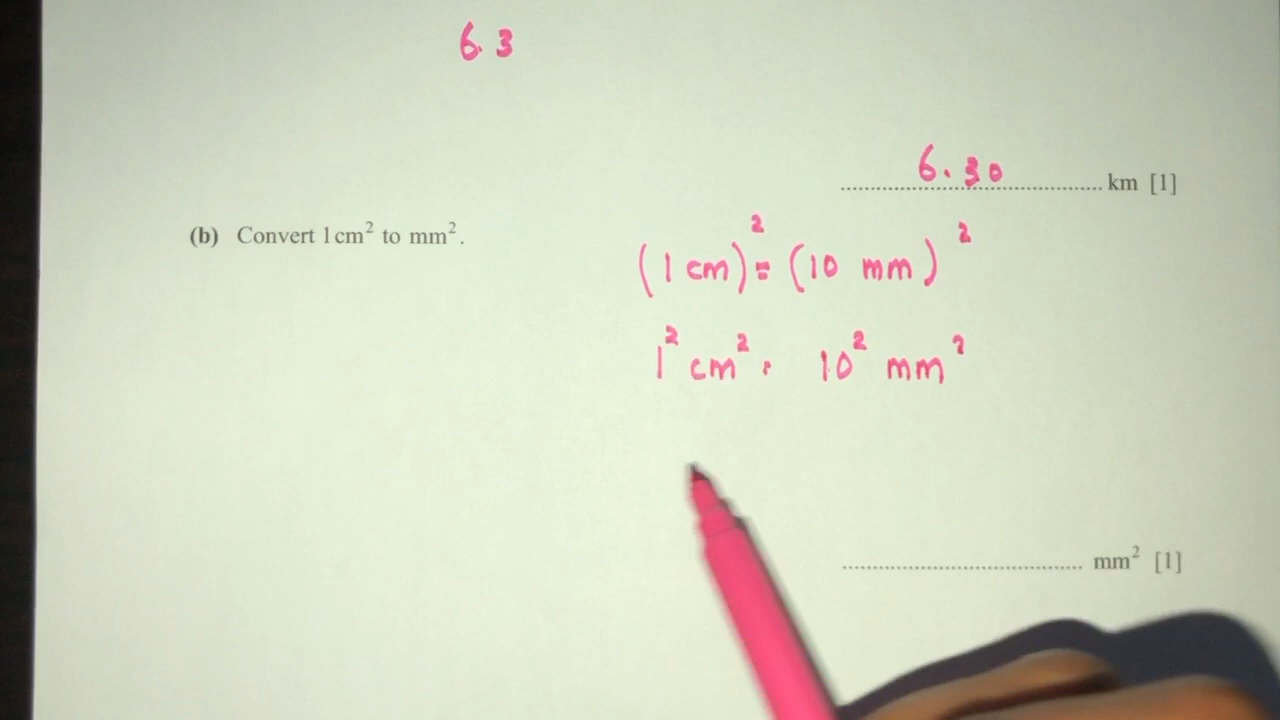 6.3
6.30
.......................................... km [1]
(b) Convert 1 cm² to mm².
(1 cm)² = (10 mm)²
1² cm² = 10² mm²
.......................................... mm² [1]